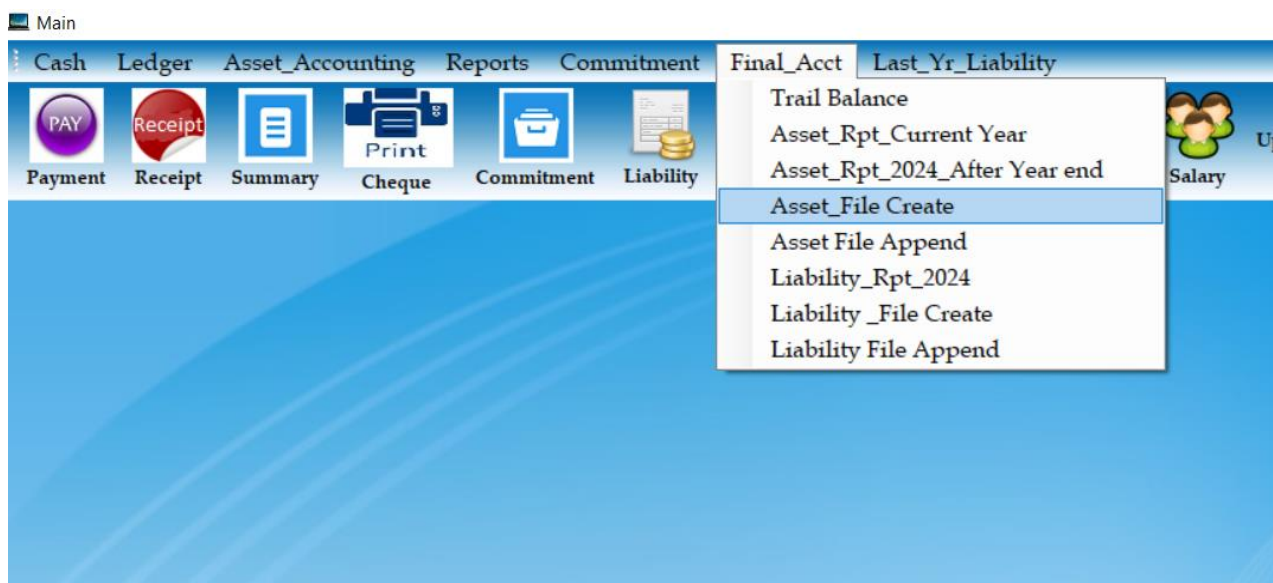 Main
Cash Ledger Asset_Accounting Reports Commitment Final_Acct Last_Yr_Liability
PAY Receipt Print
Payment Receipt Summary Cheque Commitment Liability Salary
Trail Balance
Asset_Rpt_Current Year
Asset_Rpt_2024_After Year end
Asset_File Create
Asset File Append
Liability_Rpt_2024
Liability _File Create
Liability File Append